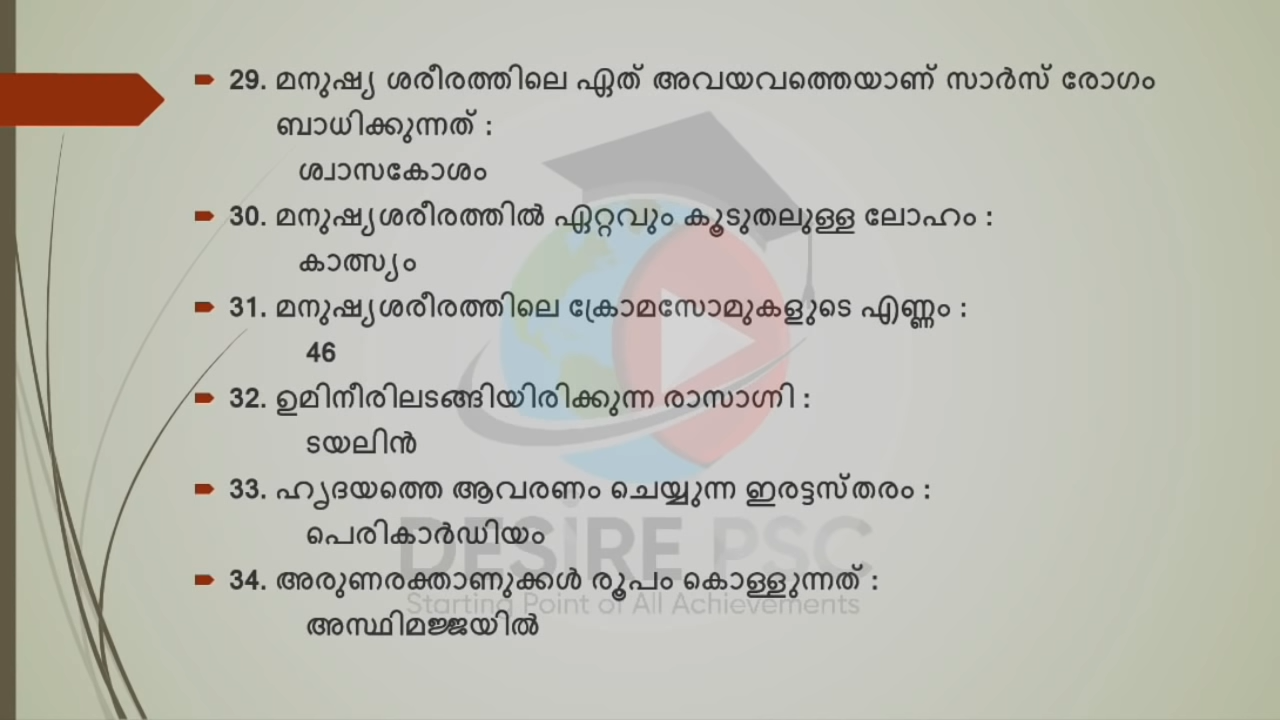 29. മനുഷ്യ ശരീരത്തിലെ ഏത് അവയവത്തെയാണ് സാർസ് രോഗം
ബാധിക്കുന്നത് :
ശ്വാസകോശം
30. മനുഷ്യശരീരത്തിൽ ഏറ്റവും കൂടുതലുള്ള ലോഹം :
കാത്സ്യം
31. മനുഷ്യശരീരത്തിലെ ക്രോമസോമുകളുടെ എണ്ണം :
46
32. ഉമിനീരിലടങ്ങിയിരിക്കുന്ന രാസാഗ്നി :
ടയലിൻ
33. ഹൃദയത്തെ ആവരണം ചെയ്യുന്ന ഇരട്ടസ്തരം :
പെരികാർഡിയം
DESiRE PSC
34. അരുണരക്താണുക്കൾ രൂപം കൊള്ളുന്നത് :
Starting Point of All Achievements
അസ്ഥിമജ്ജയിൽ